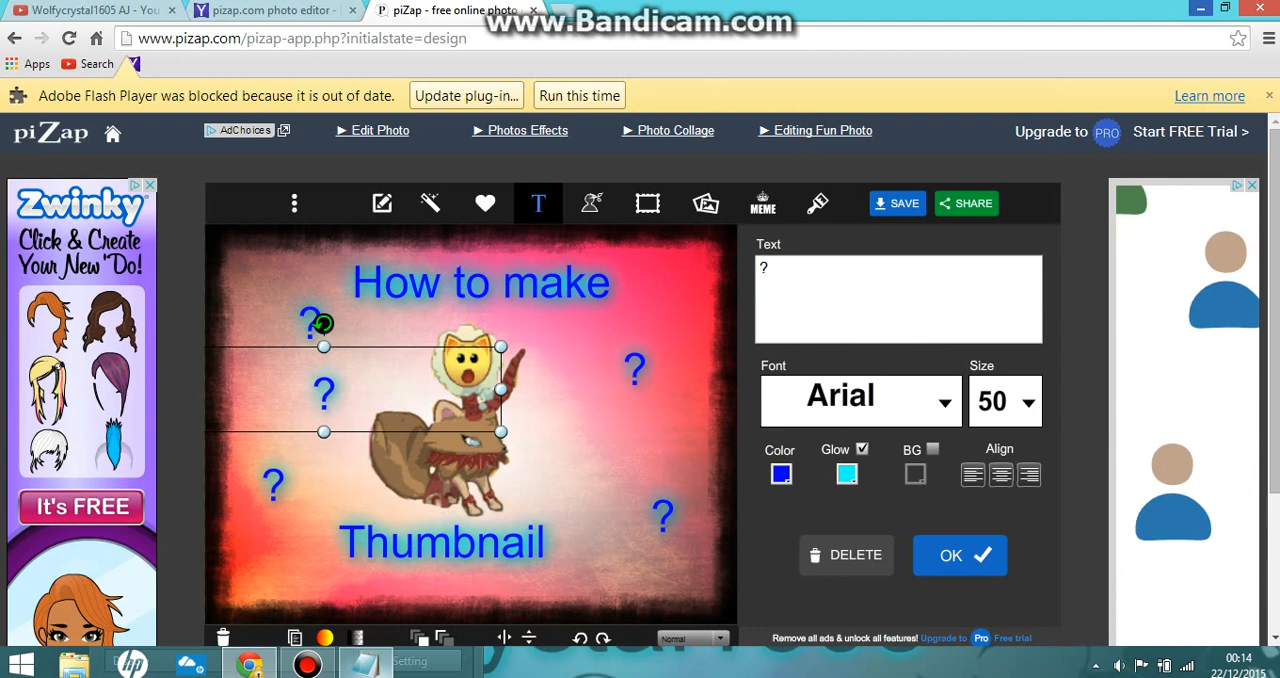 Wolfycrystal1605 AJ - You
pizap.com photo editor -
piZap - free online photo
www.Bandicam.com
www.pizap.com/pizap-app.php?initialstate=design
Apps
Search
Adobe Flash Player was blocked because it is out of date.
Update plug-in...
Run this time
Learn more
piZap
AdChoices
► Edit Photo
► Photos Effects
► Photo Collage
► Editing Fun Photo
Upgrade to PRO Start FREE Trial >
Zwinky
Click & Create
Your New 'Do!
It's FREE
T
MEME
SAVE
SHARE
How to make
?
?
?
?
?
Thumbnail
Text
?
Font
Size
Arial
50
Color
Glow
BG
Align
DELETE
OK
Normal
Remove all ads & unlock all features! Upgrade to Pro Free trial
hp
Setting
00:14
22/12/2015